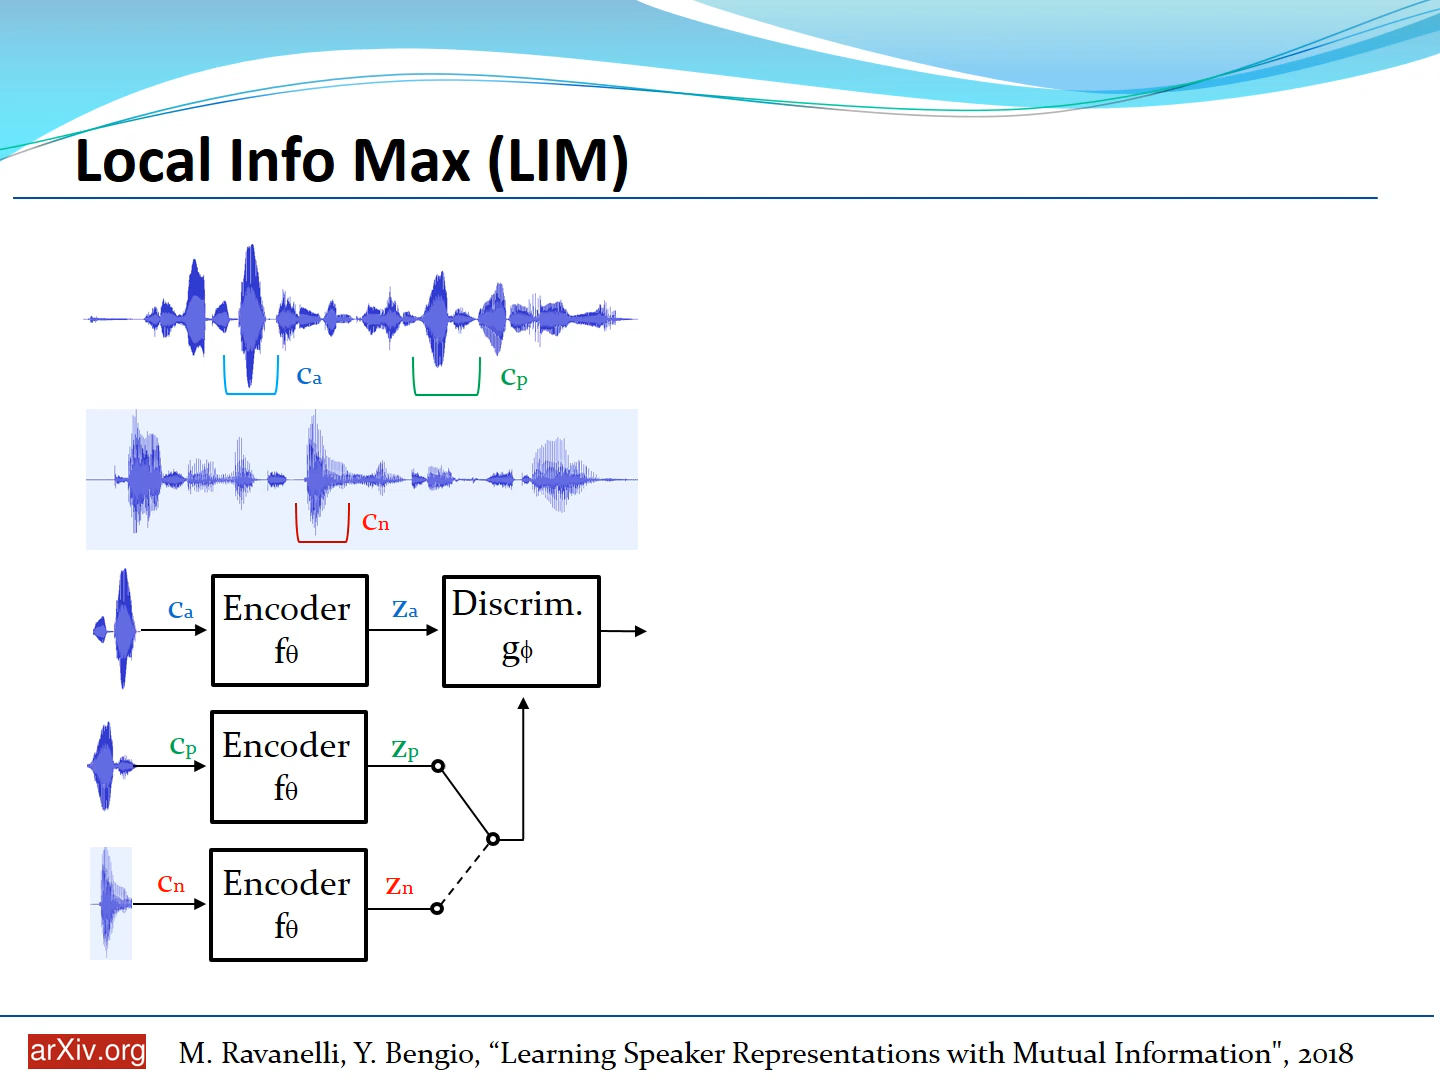 Local Info Max (LIM)
ca
cp
cn
ca
Encoder
fθ
za
Discrim.
gϕ
cp
Encoder
fθ
zp
cn
Encoder
fθ
zn
arXiv.org
M. Ravanelli, Y. Bengio, “Learning Speaker Representations with Mutual Information", 2018